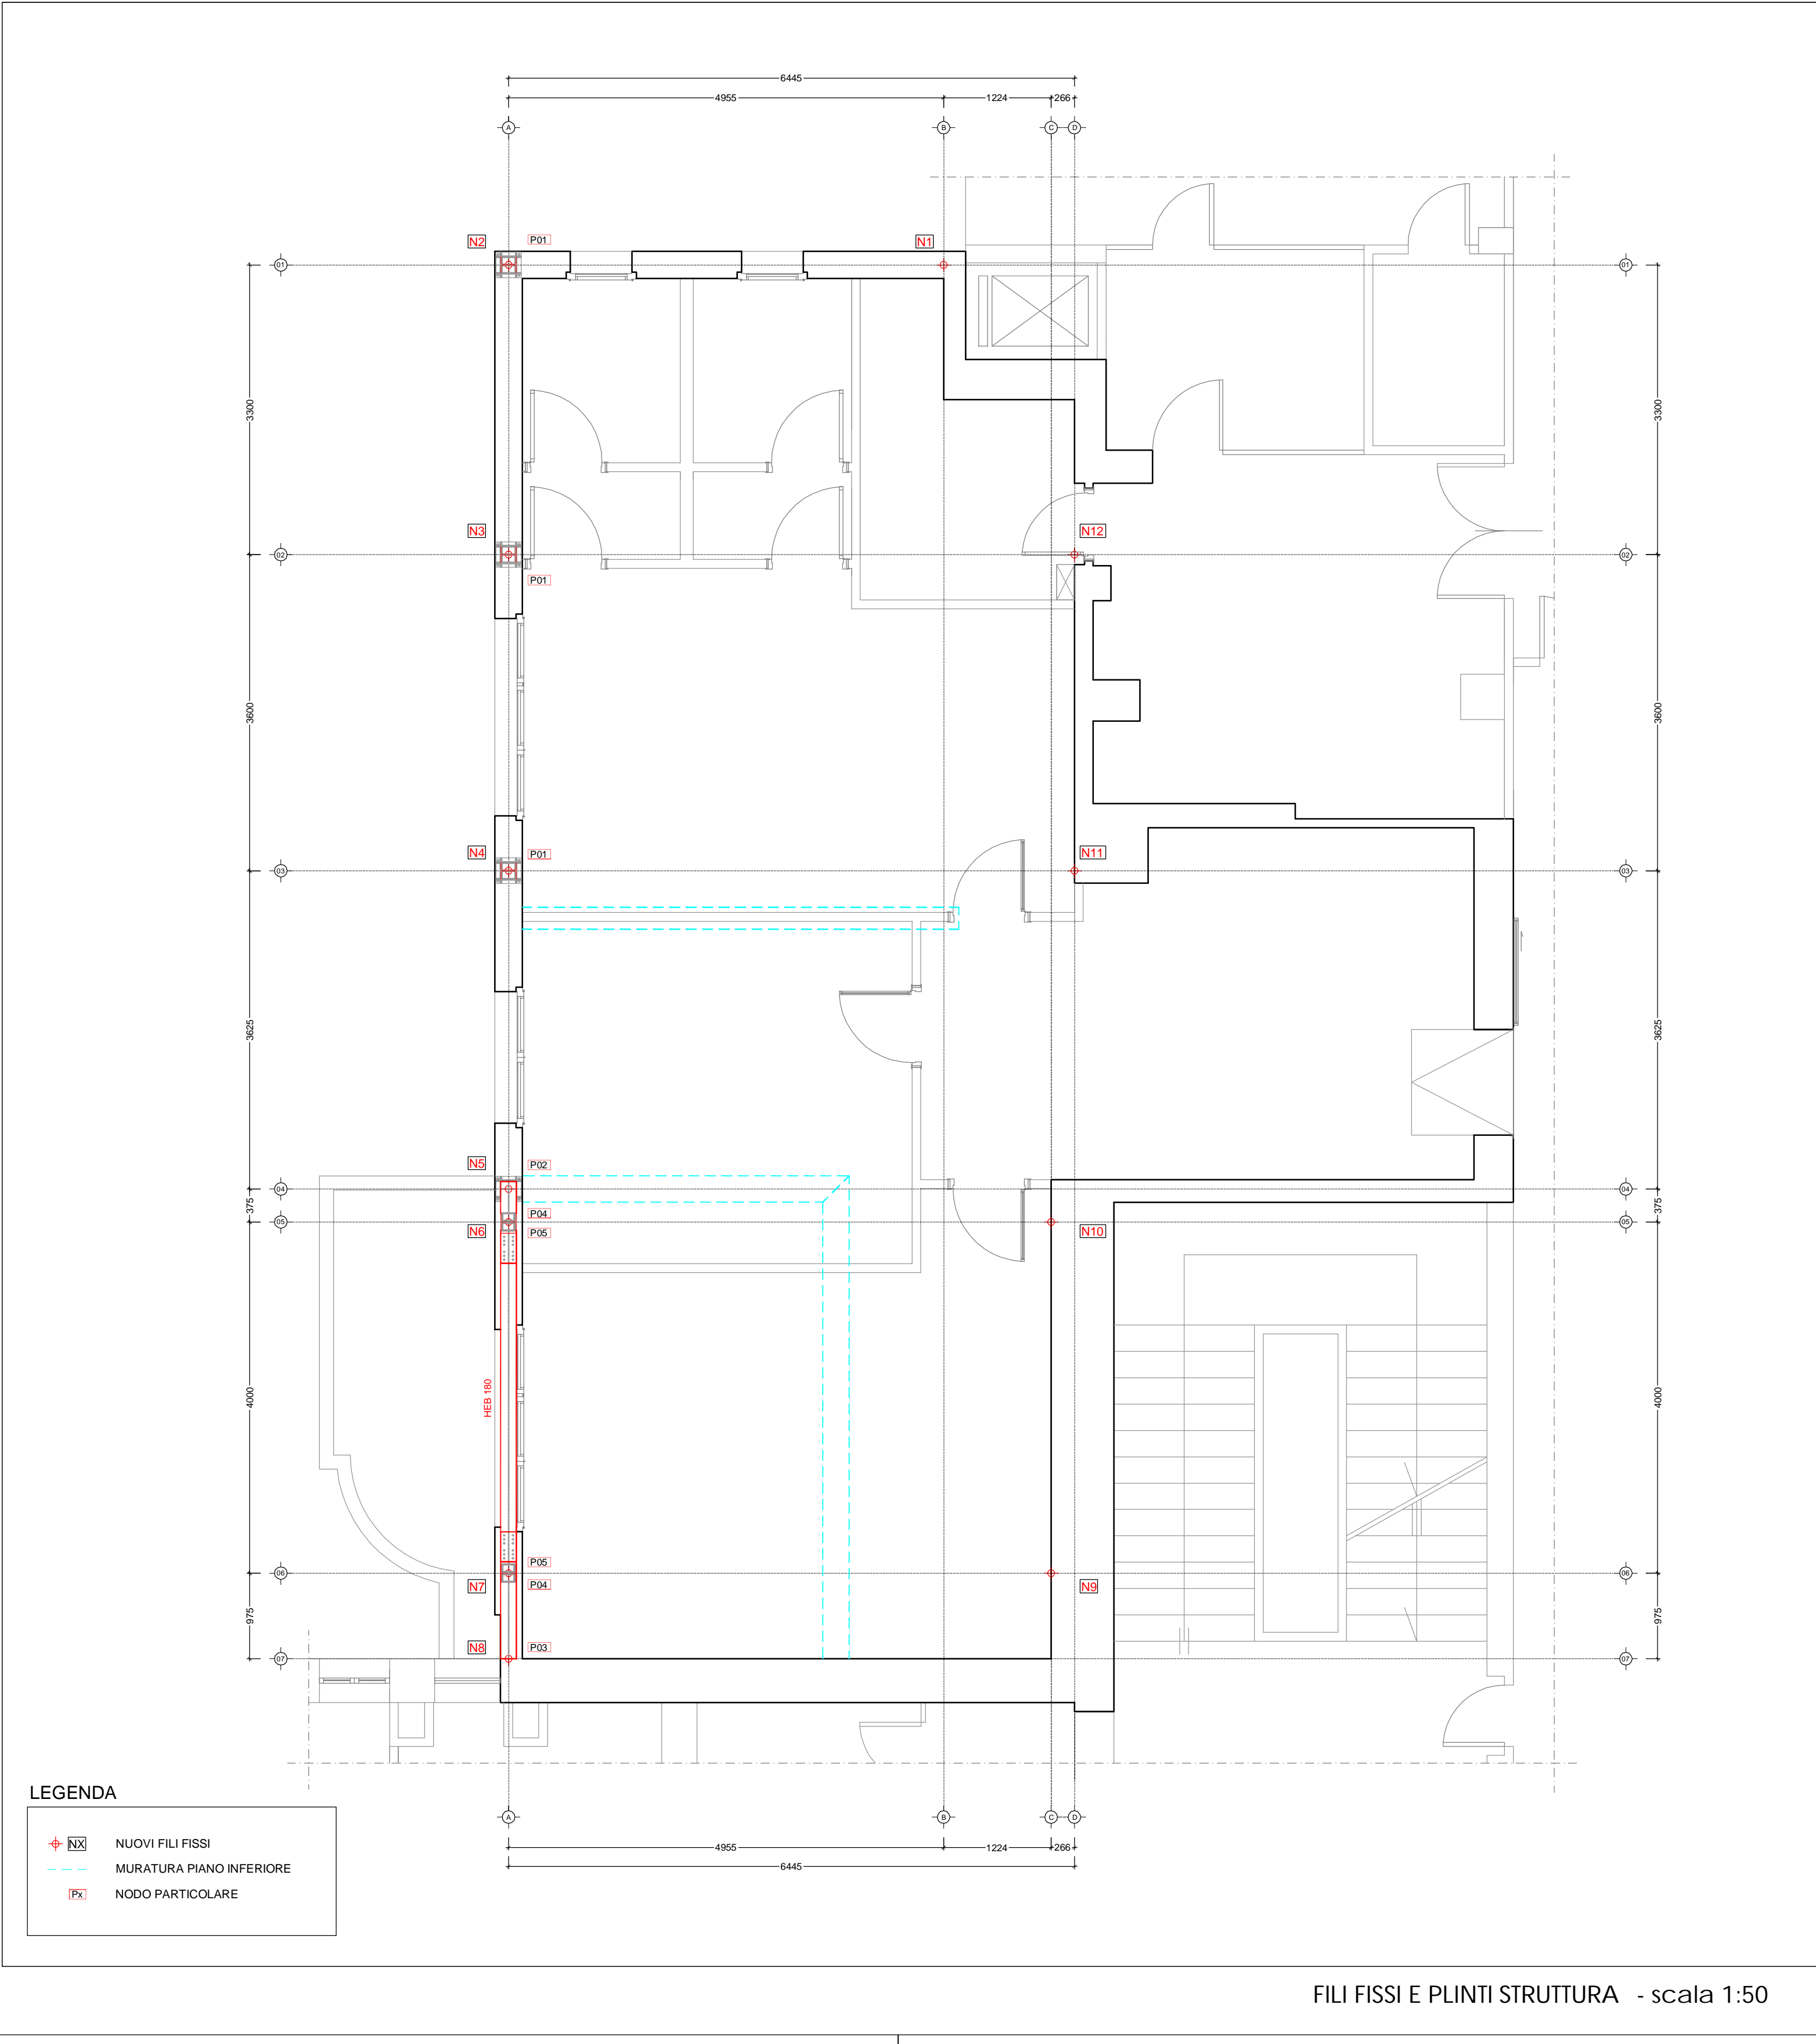 6445
4955 1224 266
A B C D
N2 P01 N1
01 01
3300 3300
N3 N12
02 02
P01
3600 3600
N4 P01 N11
03 03
3625 3625
N5 P02
04 04
375 375
P04
05 05
N6 P05 N10
HEB 180
4000 4000
P05
06 06
N7 P04 N9
975 975
N8 P03
07 07
LEGENDA
NX NUOVI FILI FISSI
MURATURA PIANO INFERIORE
Px NODO PARTICOLARE
A B C D
4955 1224 266
6445
FILI FISSI E PLINTI STRUTTURA - scala 1:50